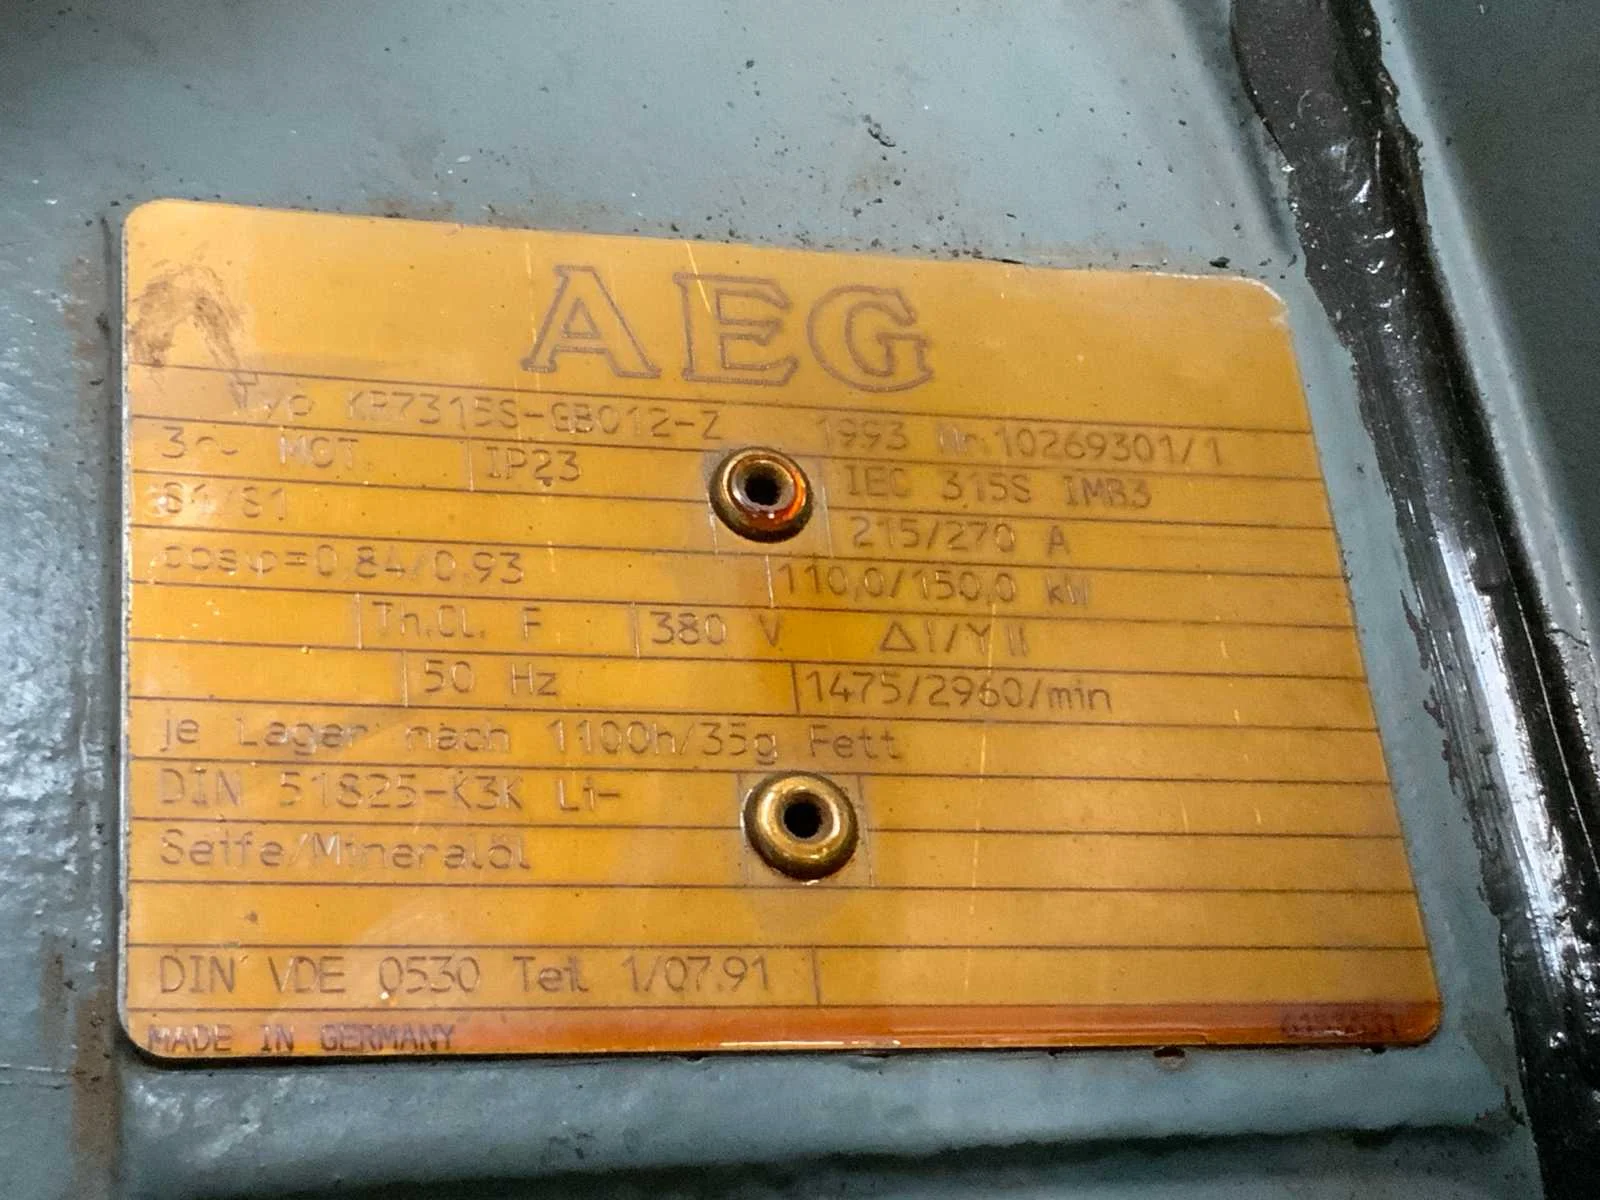 AEG
Typ KR7315S-GB012-Z 1993 Nr.10269301/1
3~ MOT IP23 IEC 315S IMB3
S1/S1 215/270 A
cosφ=0,84/0,93 110,0/150,0 kW
Th.Cl. F 380 V Δ I/Y II
50 Hz 1475/2960/min
je Lager nach 1100h/35g Fett
DIN 51825-K3K Li-
Seife/Mineralöl
DIN VDE 0530 Teil 1/07.91
MADE IN GERMANY